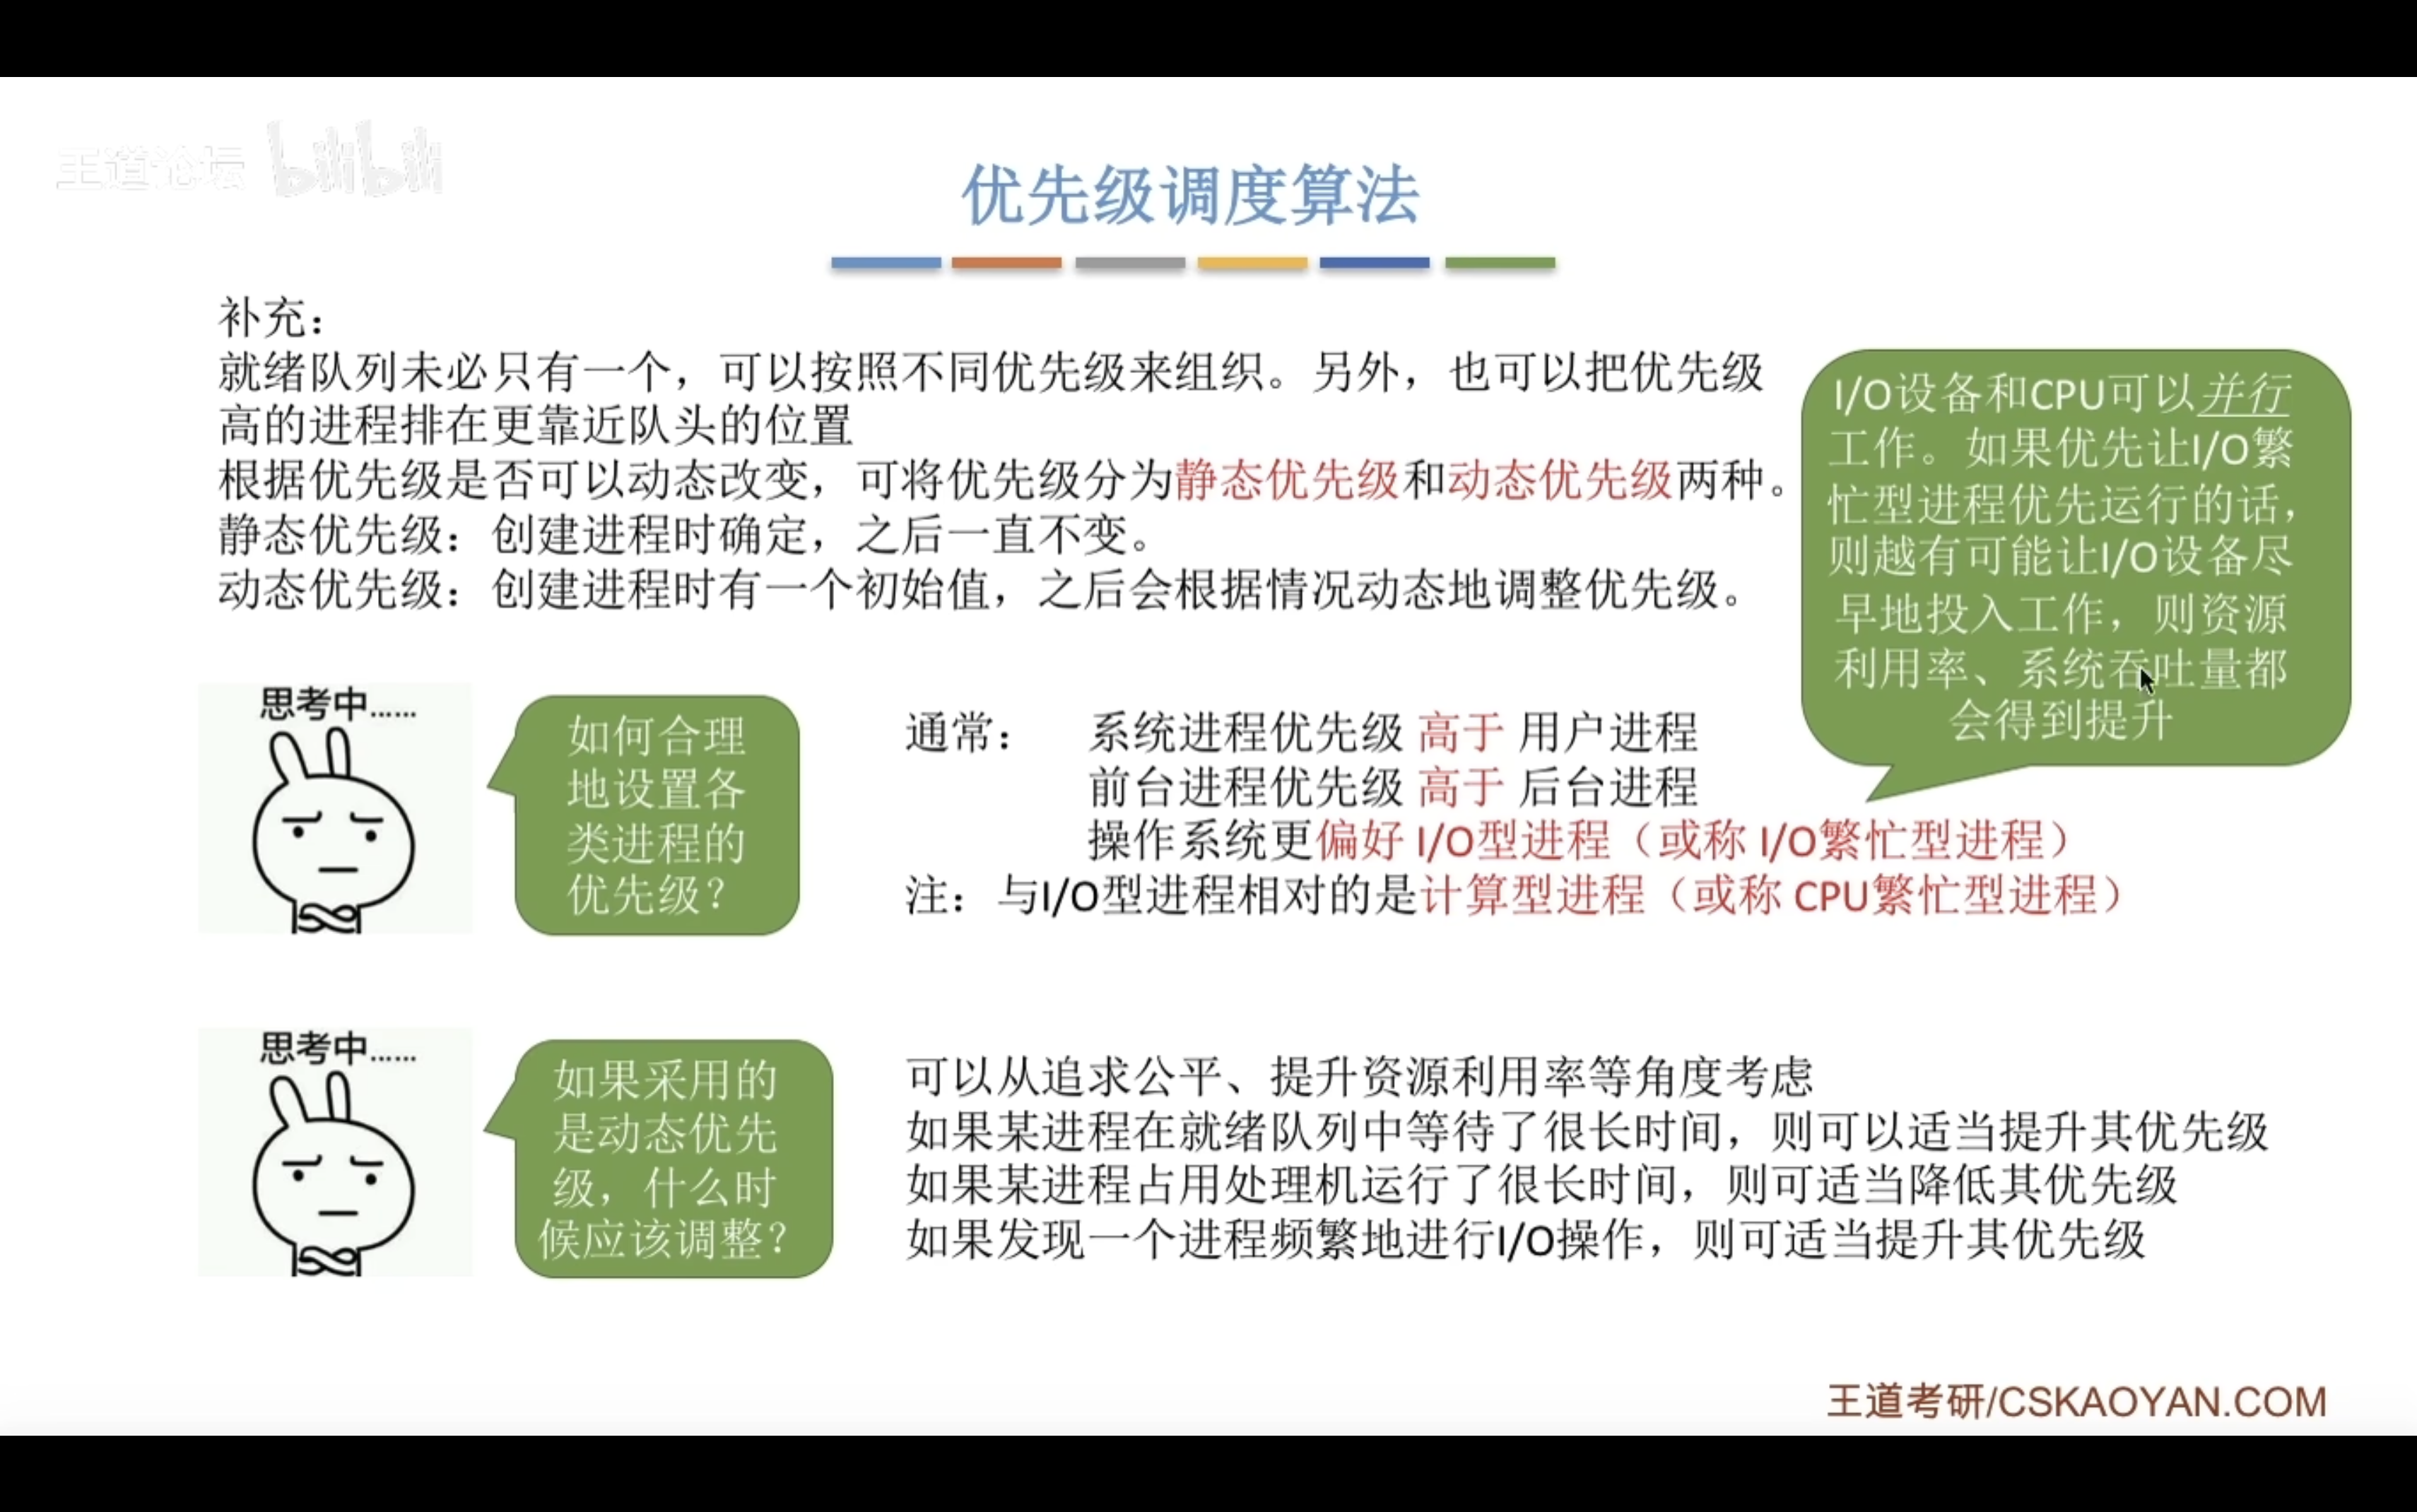 王道论坛 bilibili
优先级调度算法
补充：
就绪队列未必只有一个，可以按照不同优先级来组织。另外，也可以把优先级
高的进程排在更靠近队头的位置
根据优先级是否可以动态改变，可将优先级分为静态优先级和动态优先级两种。
静态优先级：创建进程时确定，之后一直不变。
动态优先级：创建进程时有一个初始值，之后会根据情况动态地调整优先级。
I/O设备和CPU可以并行
工作。如果优先让I/O繁
忙型进程优先运行的话，
则越有可能让I/O设备尽
早地投入工作，则资源
利用率、系统吞吐量都
会得到提升
思考中……
如何合理
地设置各
类进程的
优先级？
通常： 系统进程优先级 高于 用户进程
前台进程优先级 高于 后台进程
操作系统更偏好 I/O型进程（或称 I/O繁忙型进程）
注：与I/O型进程相对的是计算型进程（或称 CPU繁忙型进程）
思考中……
如果采用的
是动态优先
级，什么时
候应该调整？
可以从追求公平、提升资源利用率等角度考虑
如果某进程在就绪队列中等待了很长时间，则可以适当提升其优先级
如果某进程占用处理机运行了很长时间，则可适当降低其优先级
如果发现一个进程频繁地进行I/O操作，则可适当提升其优先级
王道考研/CSKAOYAN.COM